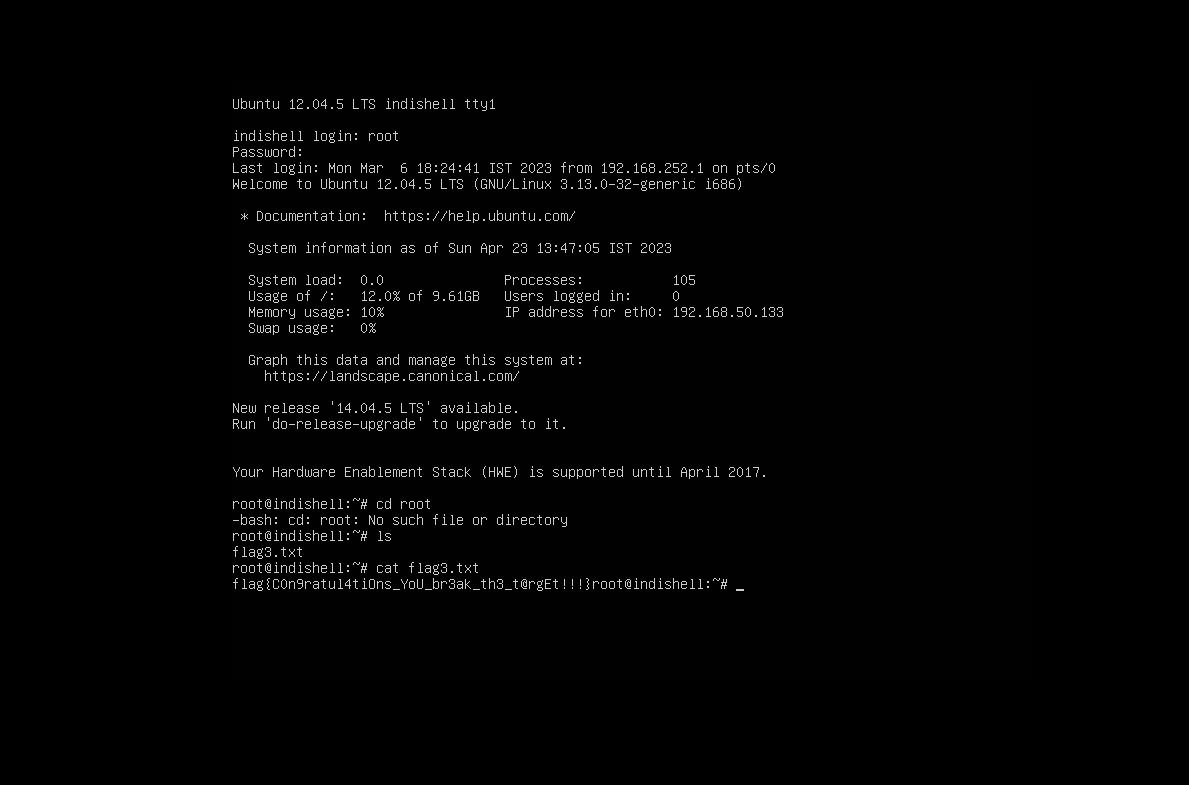 Ubuntu 12.04.5 LTS indishell tty1
indishell login: root
Password:
Last login: Mon Mar  6 18:24:41 IST 2023 from 192.168.252.1 on pts/0
Welcome to Ubuntu 12.04.5 LTS (GNU/Linux 3.13.0-32-generic i686)
 * Documentation:  https://help.ubuntu.com/
  System information as of Sun Apr 23 13:47:05 IST 2023
  System load:  0.0               Processes:           105
  Usage of /:   12.0% of 9.61GB   Users logged in:     0
  Memory usage: 10%               IP address for eth0: 192.168.50.133
  Swap usage:   0%
  Graph this data and manage this system at:
    https://landscape.canonical.com/
New release '14.04.5 LTS' available.
Run 'do-release-upgrade' to upgrade to it.
Your Hardware Enablement Stack (HWE) is supported until April 2017.
root@indishell:~# cd root
-bash: cd: root: No such file or directory
root@indishell:~# ls
flag3.txt
root@indishell:~# cat flag3.txt
flag{C0n9ratul4ti0ns_YoU_br3ak_th3_t@rgEt!!!}root@indishell:~# _